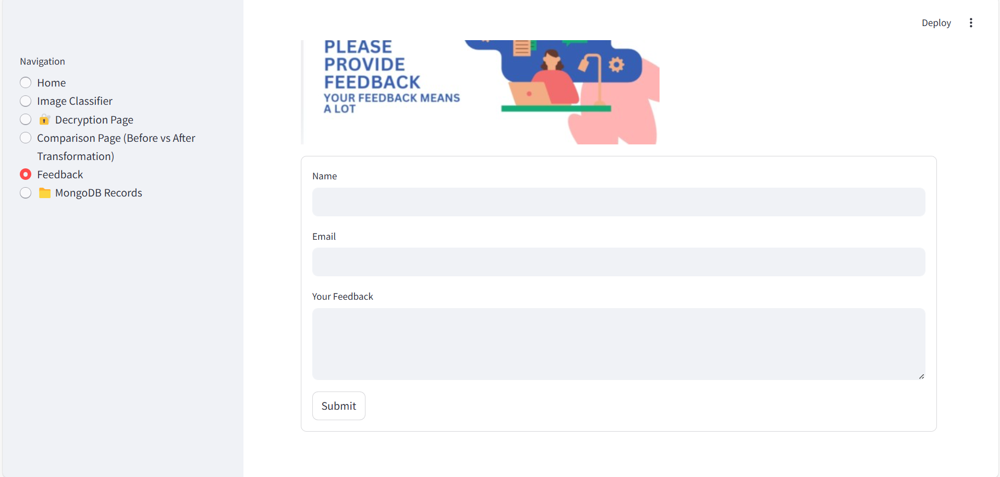 Deploy
Navigation
Home
Image Classifier
🔐 Decryption Page
Comparison Page (Before vs After
Transformation)
Feedback
📁 MongoDB Records
PLEASE
PROVIDE
FEEDBACK
YOUR FEEDBACK MEANS
A LOT
Name
Email
Your Feedback
Submit